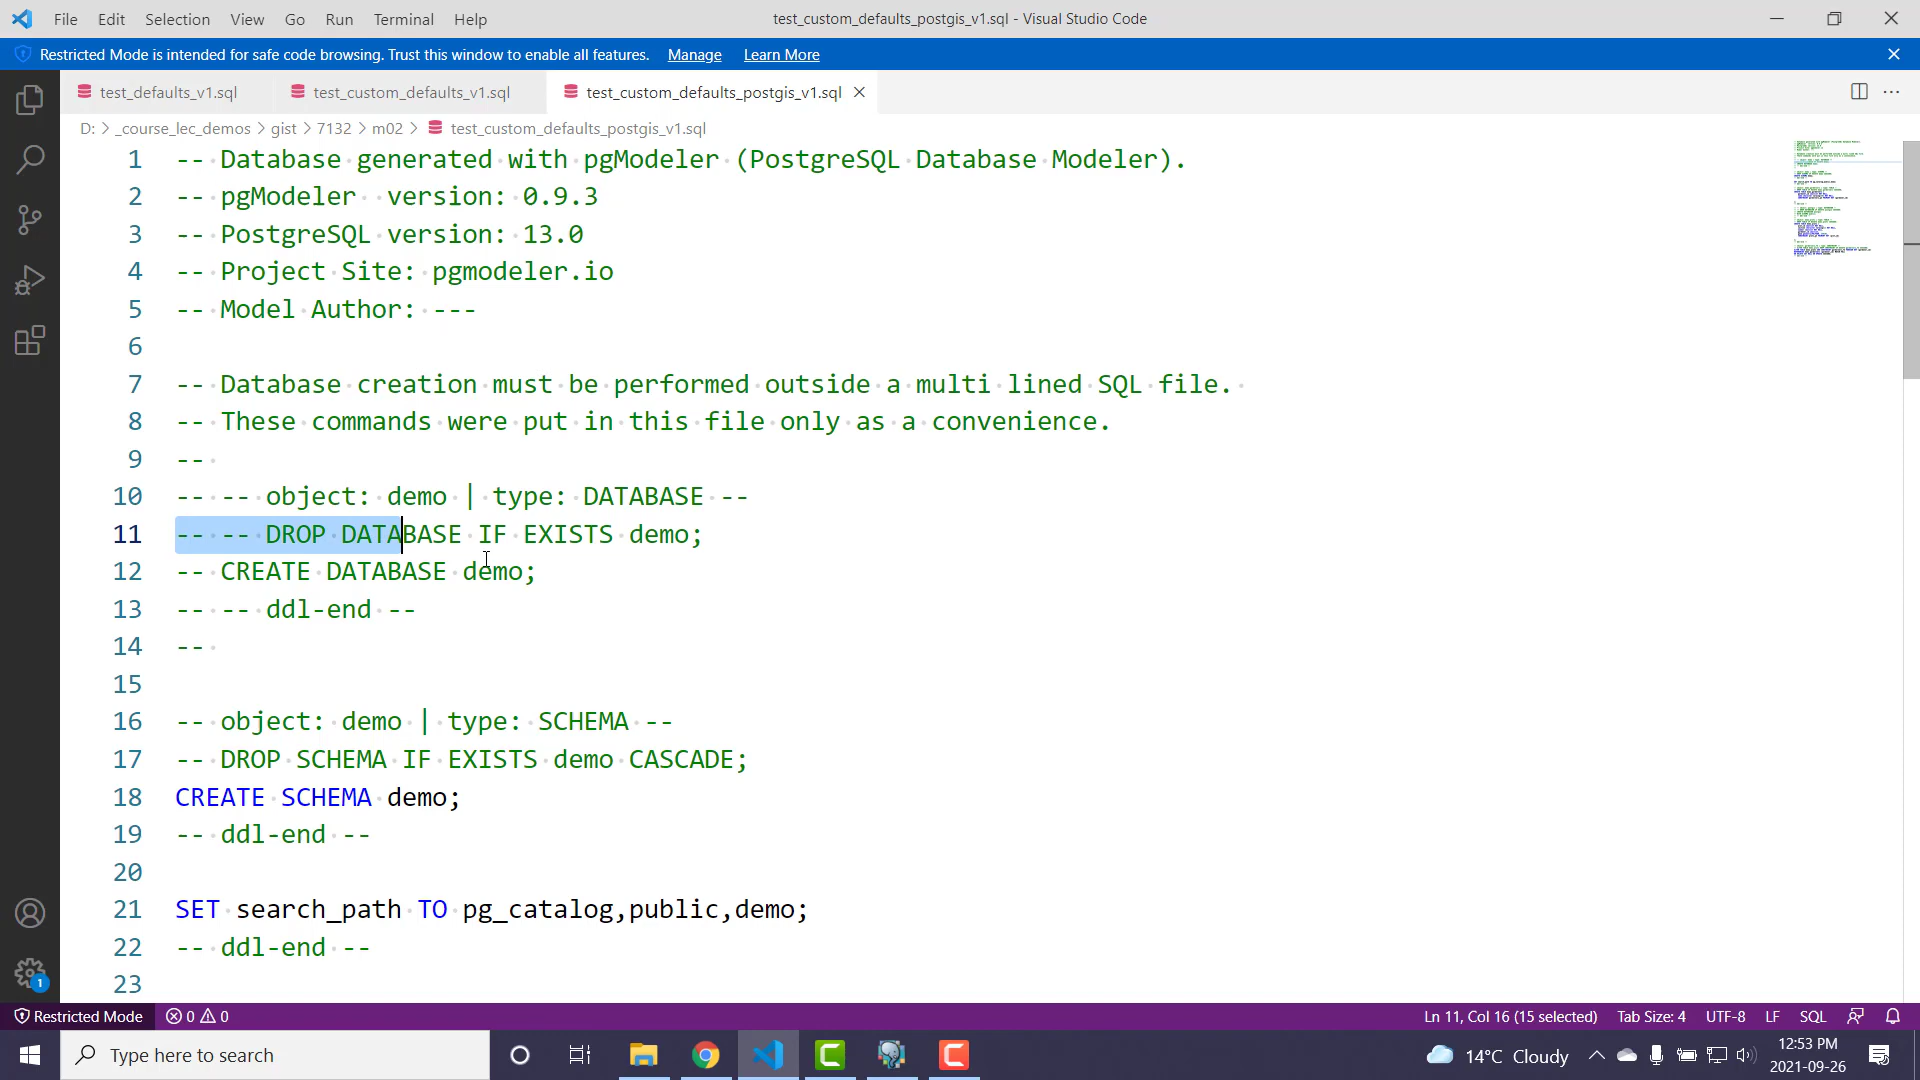 File Edit Selection View Go Run Terminal Help
test_custom_defaults_postgis_v1.sql - Visual Studio Code
Restricted Mode is intended for safe code browsing. Trust this window to enable all features. Manage Learn More
test_defaults_v1.sql test_custom_defaults_v1.sql test_custom_defaults_postgis_v1.sql
D: > _course_lec_demos > gist > 7132 > m02 > test_custom_defaults_postgis_v1.sql
1 -- Database generated with pgModeler (PostgreSQL Database Modeler).
2 -- pgModeler  version: 0.9.3
3 -- PostgreSQL version: 13.0
4 -- Project Site: pgmodeler.io
5 -- Model Author: ---
6
7 -- Database creation must be performed outside a multi lined SQL file.
8 -- These commands were put in this file only as a convenience.
9 --
10 -- -- object: demo | type: DATABASE --
11 -- -- DROP DATABASE IF EXISTS demo;
12 -- CREATE DATABASE demo;
13 -- -- ddl-end --
14 --
15
16 -- object: demo | type: SCHEMA --
17 -- DROP SCHEMA IF EXISTS demo CASCADE;
18 CREATE SCHEMA demo;
19 -- ddl-end --
20
21 SET search_path TO pg_catalog,public,demo;
22 -- ddl-end --
23
Restricted Mode 0 0 Ln 11, Col 16 (15 selected) Tab Size: 4 UTF-8 LF SQL
1
Type here to search
14°C Cloudy
12:53 PM
2021-09-26